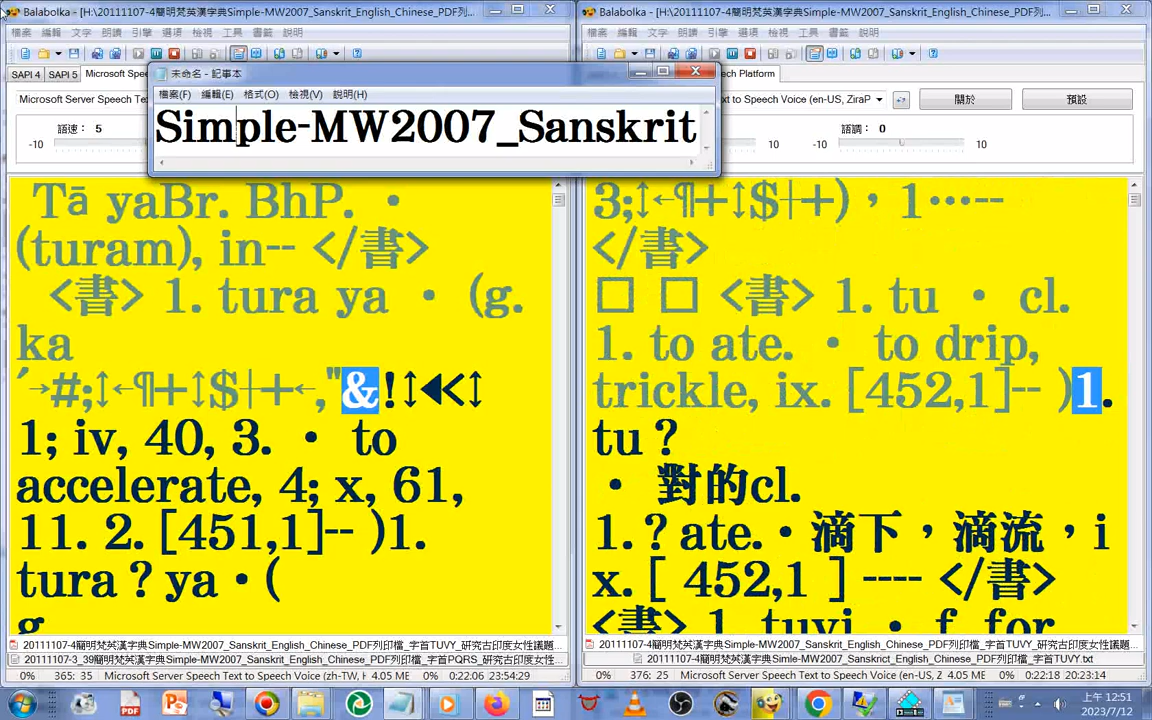 Balabolka - [H:\20111107-4簡明梵英漢字典Simple-MW2007_Sanskrit_English_Chinese_PDF列
檔案 編輯 文字 朗讀 引擎 選項 檢視 工具 書籤 說明
SAPI 4 SAPI 5 Microsoft Speech
Microsoft Server Speech Text
語速： 5
-10
未命名 - 記事本
檔案(F) 編輯(E) 格式(O) 檢視(V) 說明(H)
Simple-MW2007_Sanskrit
Tā yaBr. BhP. •
(turam), in-- </書>
<書> 1. tura ya • (g.
ka
´→#;↕←¶+↕$┼+←,"&!↕◀<↕
1; iv, 40, 3. • to
accelerate, 4; x, 61,
11. 2. [451,1]-- )1.
tura ? ya • (
g
20111107-4簡明梵英漢字典Simple-MW2007_Sanskrit_English_Chinese_PDF列印檔_字首TUVY_研究古印度女性議題...
20111107-3_39簡明梵英漢字典Simple-MW2007_Sanskrit_English_Chinese_PDF列印檔_字首PQRS_研究古印度女性...
0% 365: 35 Microsoft Server Speech Text to Speech Voice (zh-TW, H 4.05 ME 0% 0:22:06 23:54:29
Balabolka - [H:\20111107-4簡明梵英漢字典Simple-MW2007_Sanskrit_English_Chinese_PDF列
檔案 編輯 文字 朗讀 引擎 選項 檢視 工具 書籤 說明
ech Platform
xt to Speech Voice (en-US, ZiraP 關於 預設
語調： 0
10 -10 10
3;↕←¶+↕$┼+)，1…--
</書>
□ □ <書> 1. tu • cl.
1. to ate. • to drip,
trickle, ix. [452,1]-- )1.
tu ?
• 對的cl.
1. ? ate.•滴下，滴流，i
x. [ 452,1 ] ---- </書>
<書> 1. tuvi • f. for
20111107-4簡明梵英漢字典Simple-MW2007_Sanskrit_English_Chinese_PDF列印檔_字首TUVY_研究古印度女性議題...
20111107-4簡明梵英漢字典Simple-MW2007_Sanskrict_English_Chinese_PDF列印檔_字首TUVY.txt
0% 376: 25 Microsoft Server Speech Text to Speech Voice (en-US, Z 4.05 ME 0% 0:22:18 20:23:14
上午 12:51
2023/7/12